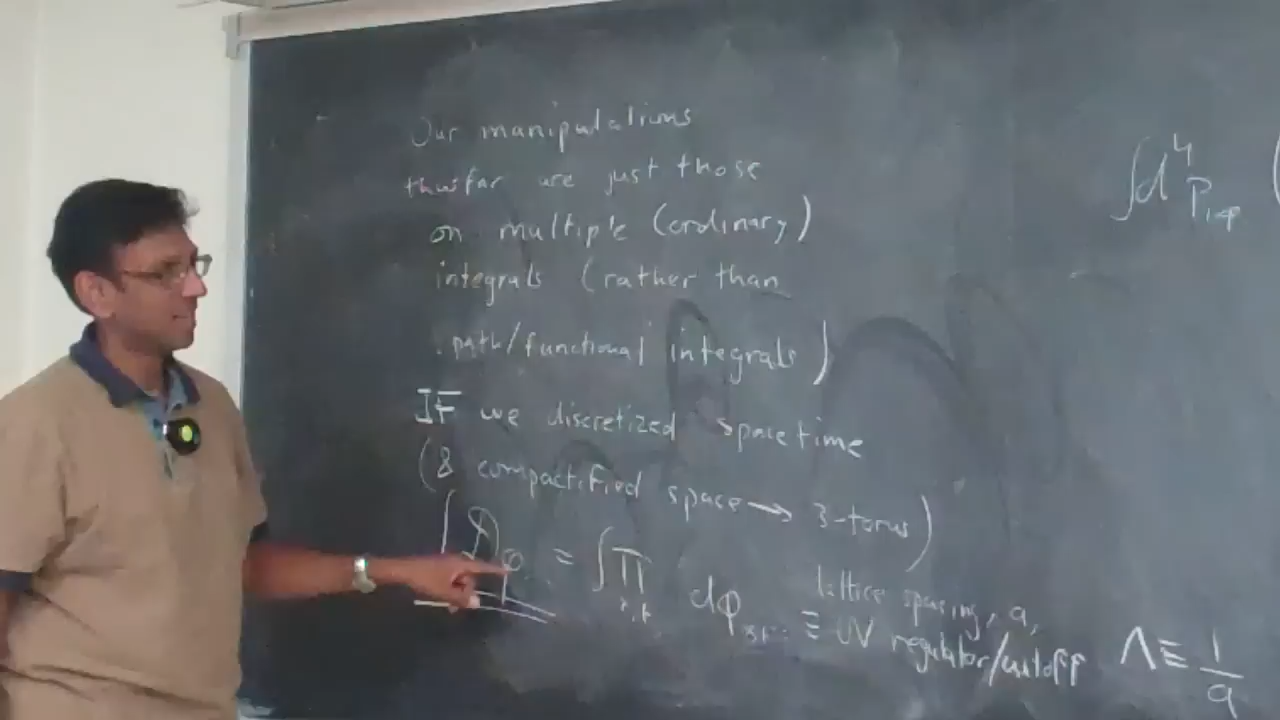 Our manipulations
thus far are just those
on multiple (ordinary)
integrals (rather than
path/functional integrals)
IF we discretized spacetime
(& compactified space → 3-torus)
∫ Dφ = ∫ ∏ dφ
lattice spacing, a,
≡ UV regulator/cutoff Λ ≡ 1/a
∫d⁴P